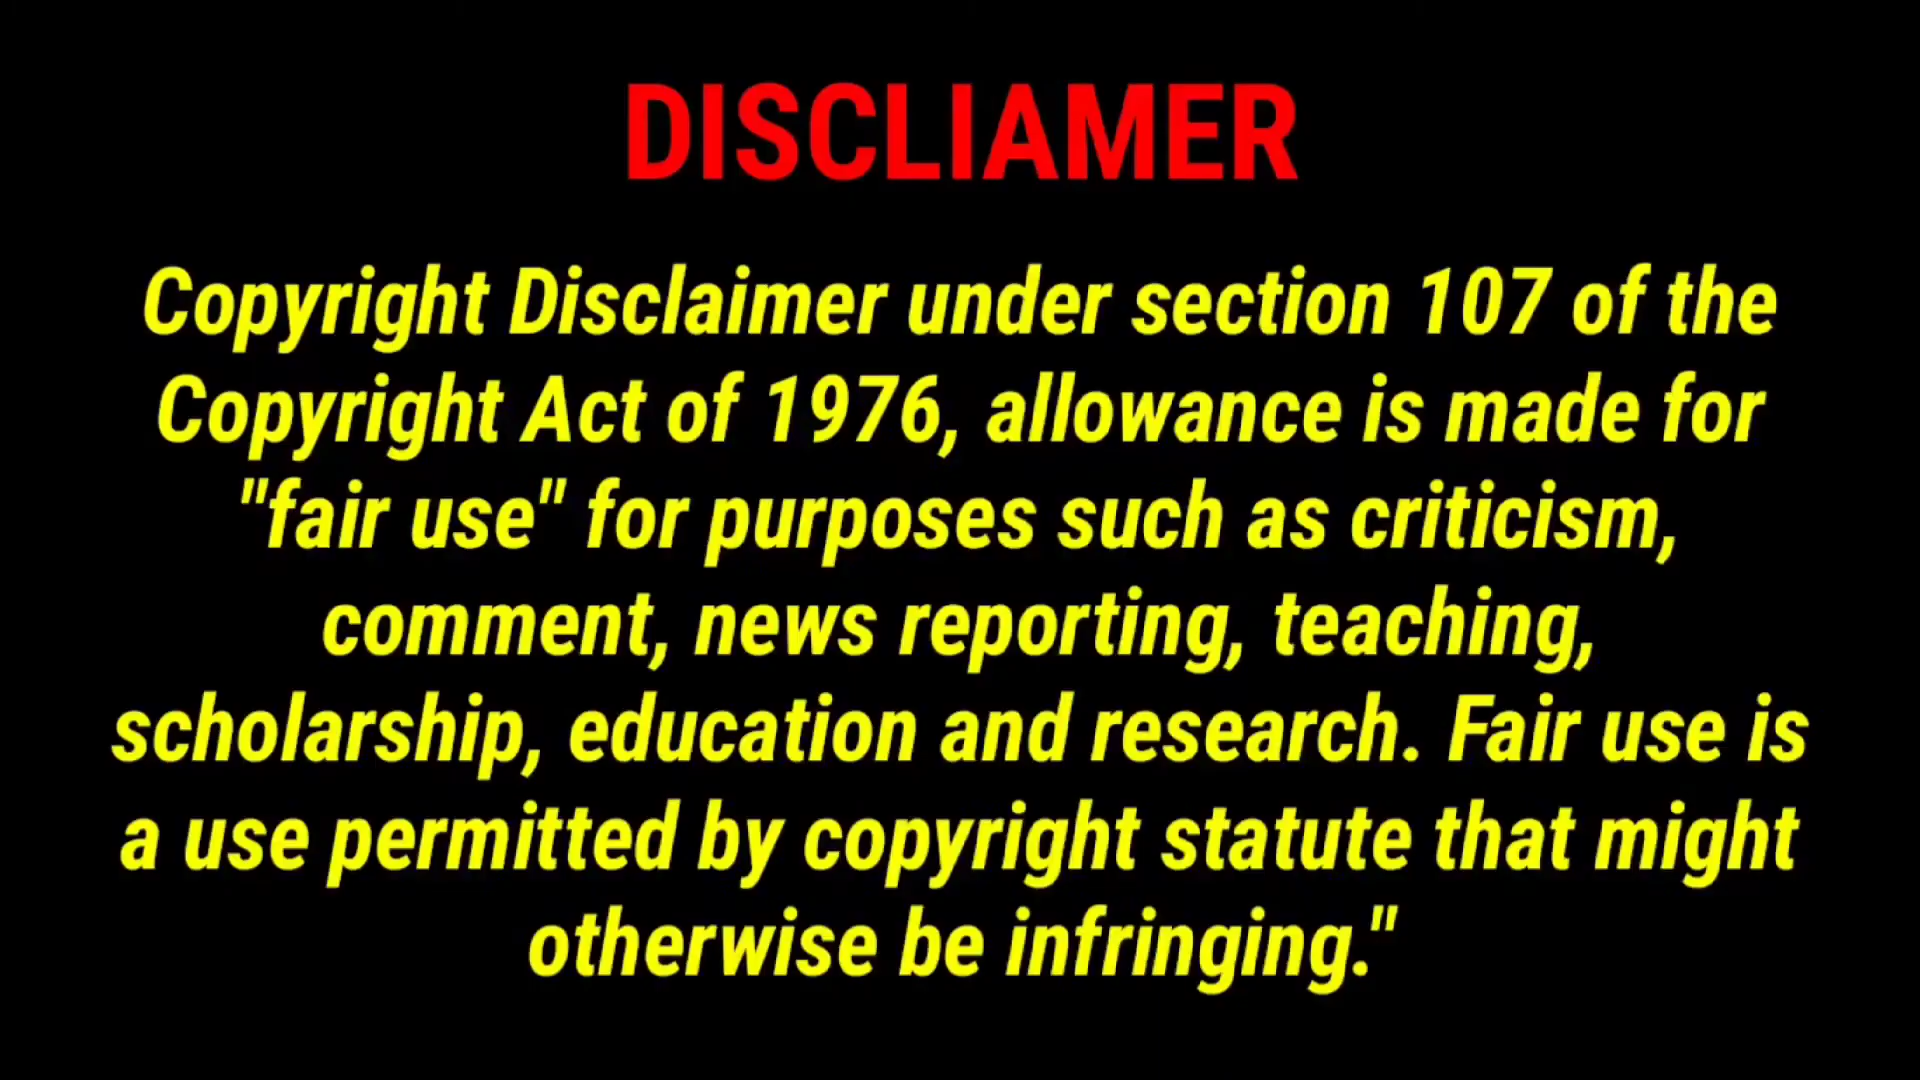 DISCLIAMER
Copyright Disclaimer under section 107 of the
Copyright Act of 1976, allowance is made for
"fair use" for purposes such as criticism,
comment, news reporting, teaching,
scholarship, education and research. Fair use is
a use permitted by copyright statute that might
otherwise be infringing."